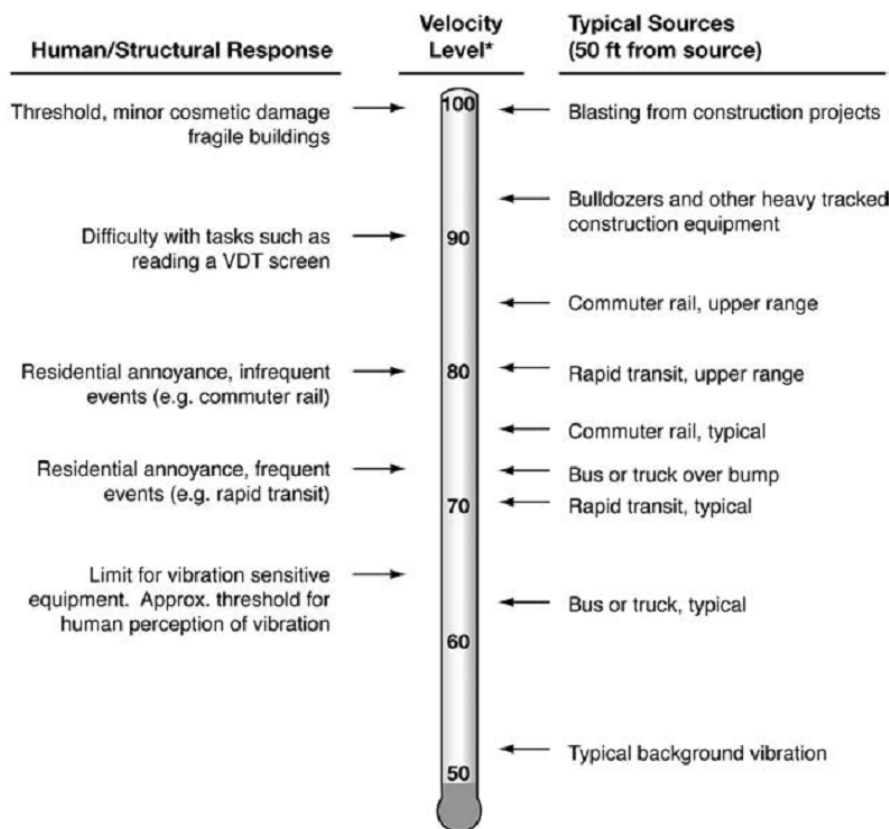 Human/Structural Response
Velocity
Level*
Typical Sources
(50 ft from source)
Threshold, minor cosmetic damage
fragile buildings
100
Blasting from construction projects
Bulldozers and other heavy tracked
construction equipment
Difficulty with tasks such as
reading a VDT screen
90
Commuter rail, upper range
Residential annoyance, infrequent
events (e.g. commuter rail)
80
Rapid transit, upper range
Commuter rail, typical
Residential annoyance, frequent
events (e.g. rapid transit)
Bus or truck over bump
70
Rapid transit, typical
Limit for vibration sensitive
equipment. Approx. threshold for
human perception of vibration
Bus or truck, typical
60
Typical background vibration
50